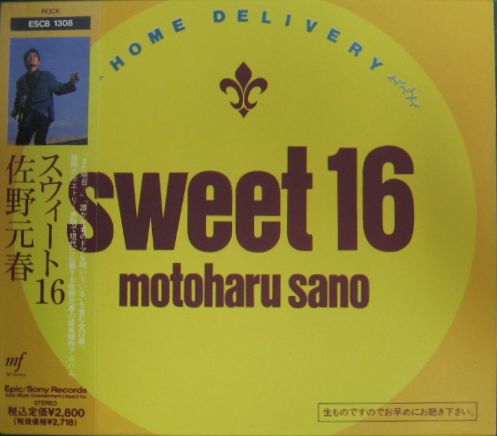 ROCK
ESCB 1308
HOME DELIVERY
sweet 16
motoharu sano
スウィート16
佐野元春
mf
Epic/Sony Records
STEREO
税込定価¥2,800
(税抜価格¥2,718)
生ものですのでお早めにお聴き下さい。